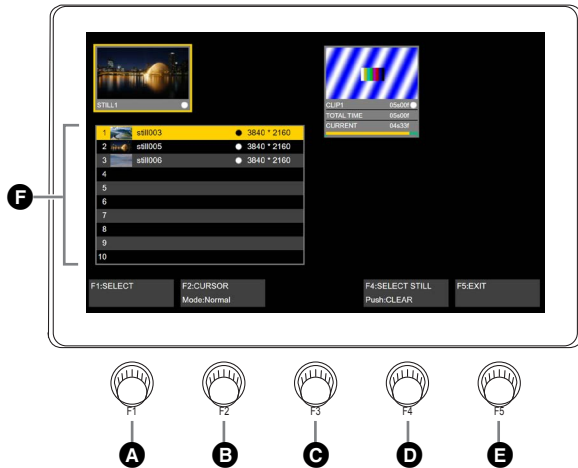 STILL1
CLIP1 05s00f
TOTAL TIME 05s00f
CURRENT 04s33f
1 still003 3840 * 2160
2 still005 3840 * 2160
3 still006 3840 * 2160
4
5
6
7
8
9
10
F
F1:SELECT
F2:CURSOR
Mode:Normal
F4:SELECT STILL
Push:CLEAR
F5:EXIT
F1 F2 F3 F4 F5
A B C D E